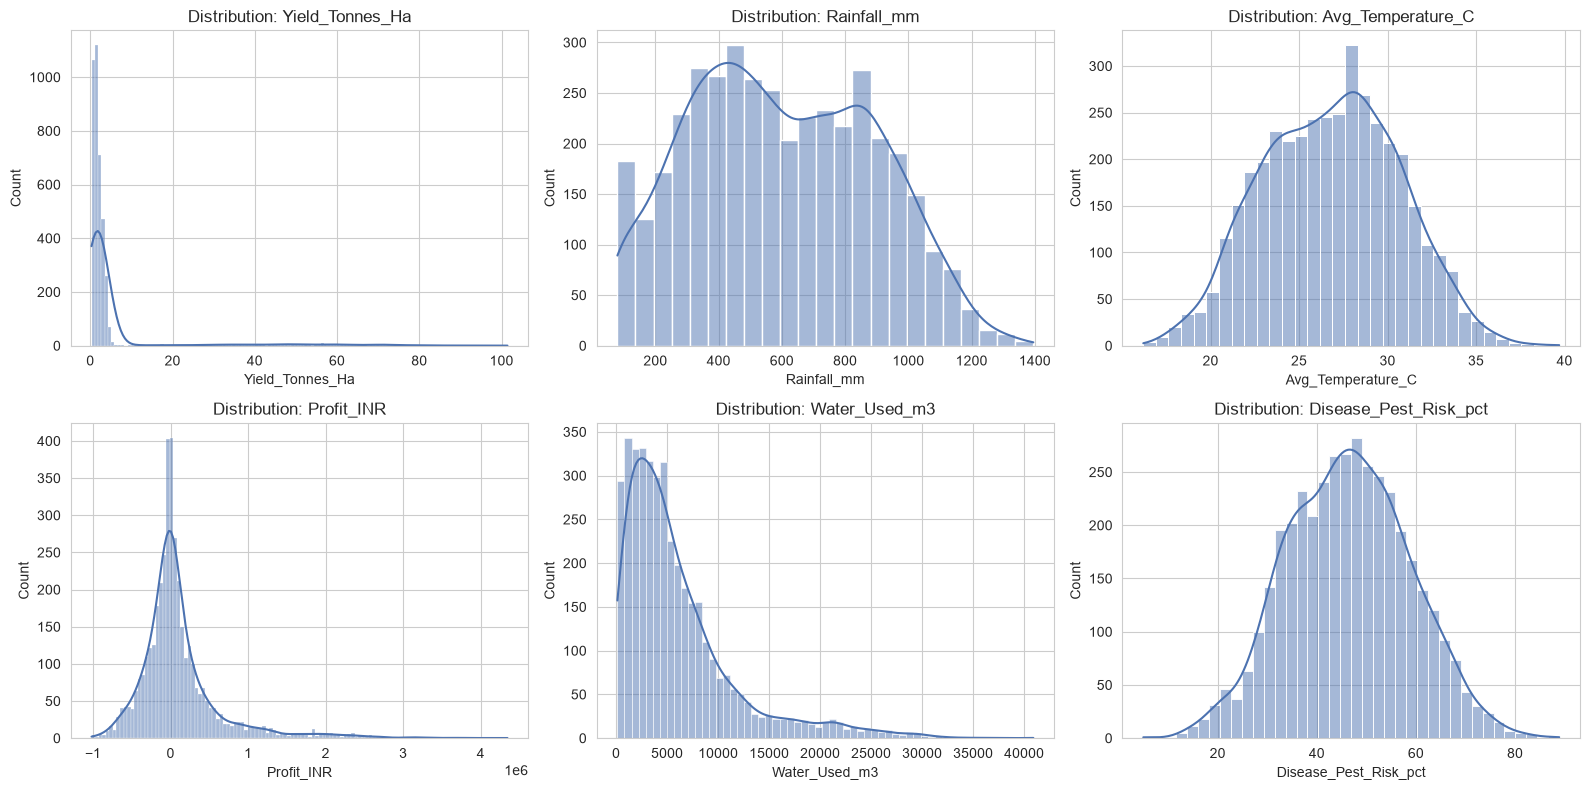 Distribution: Yield_Tonnes_Ha
Count
1000
800
600
400
200
0
0 20 40 60 80 100
Yield_Tonnes_Ha
Distribution: Rainfall_mm
Count
300
250
200
150
100
50
0
200 400 600 800 1000 1200 1400
Rainfall_mm
Distribution: Avg_Temperature_C
Count
300
250
200
150
100
50
0
20 25 30 35 40
Avg_Temperature_C
Distribution: Profit_INR
Count
400
350
300
250
200
150
100
50
0
−1 0 1 2 3 4
1e6
Profit_INR
Distribution: Water_Used_m3
Count
350
300
250
200
150
100
50
0
0 5000 10000 15000 20000 25000 30000 35000 40000
Water_Used_m3
Distribution: Disease_Pest_Risk_pct
Count
250
200
150
100
50
0
20 40 60 80
Disease_Pest_Risk_pct